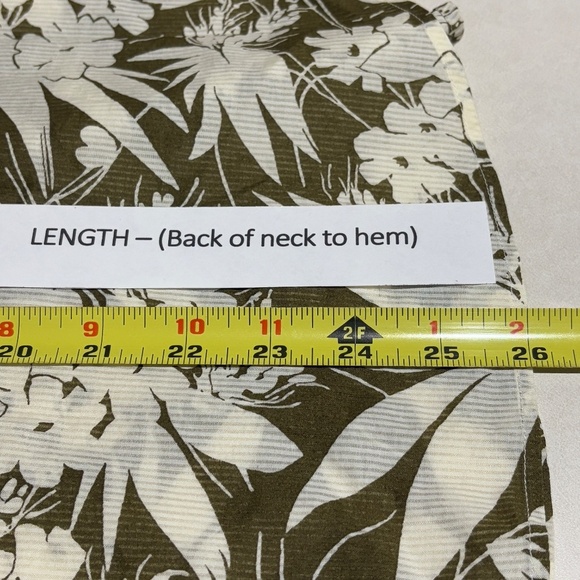 LENGTH – (Back of neck to hem)
8 9 10 11 2F 1 2
20 21 22 23 24 25 26